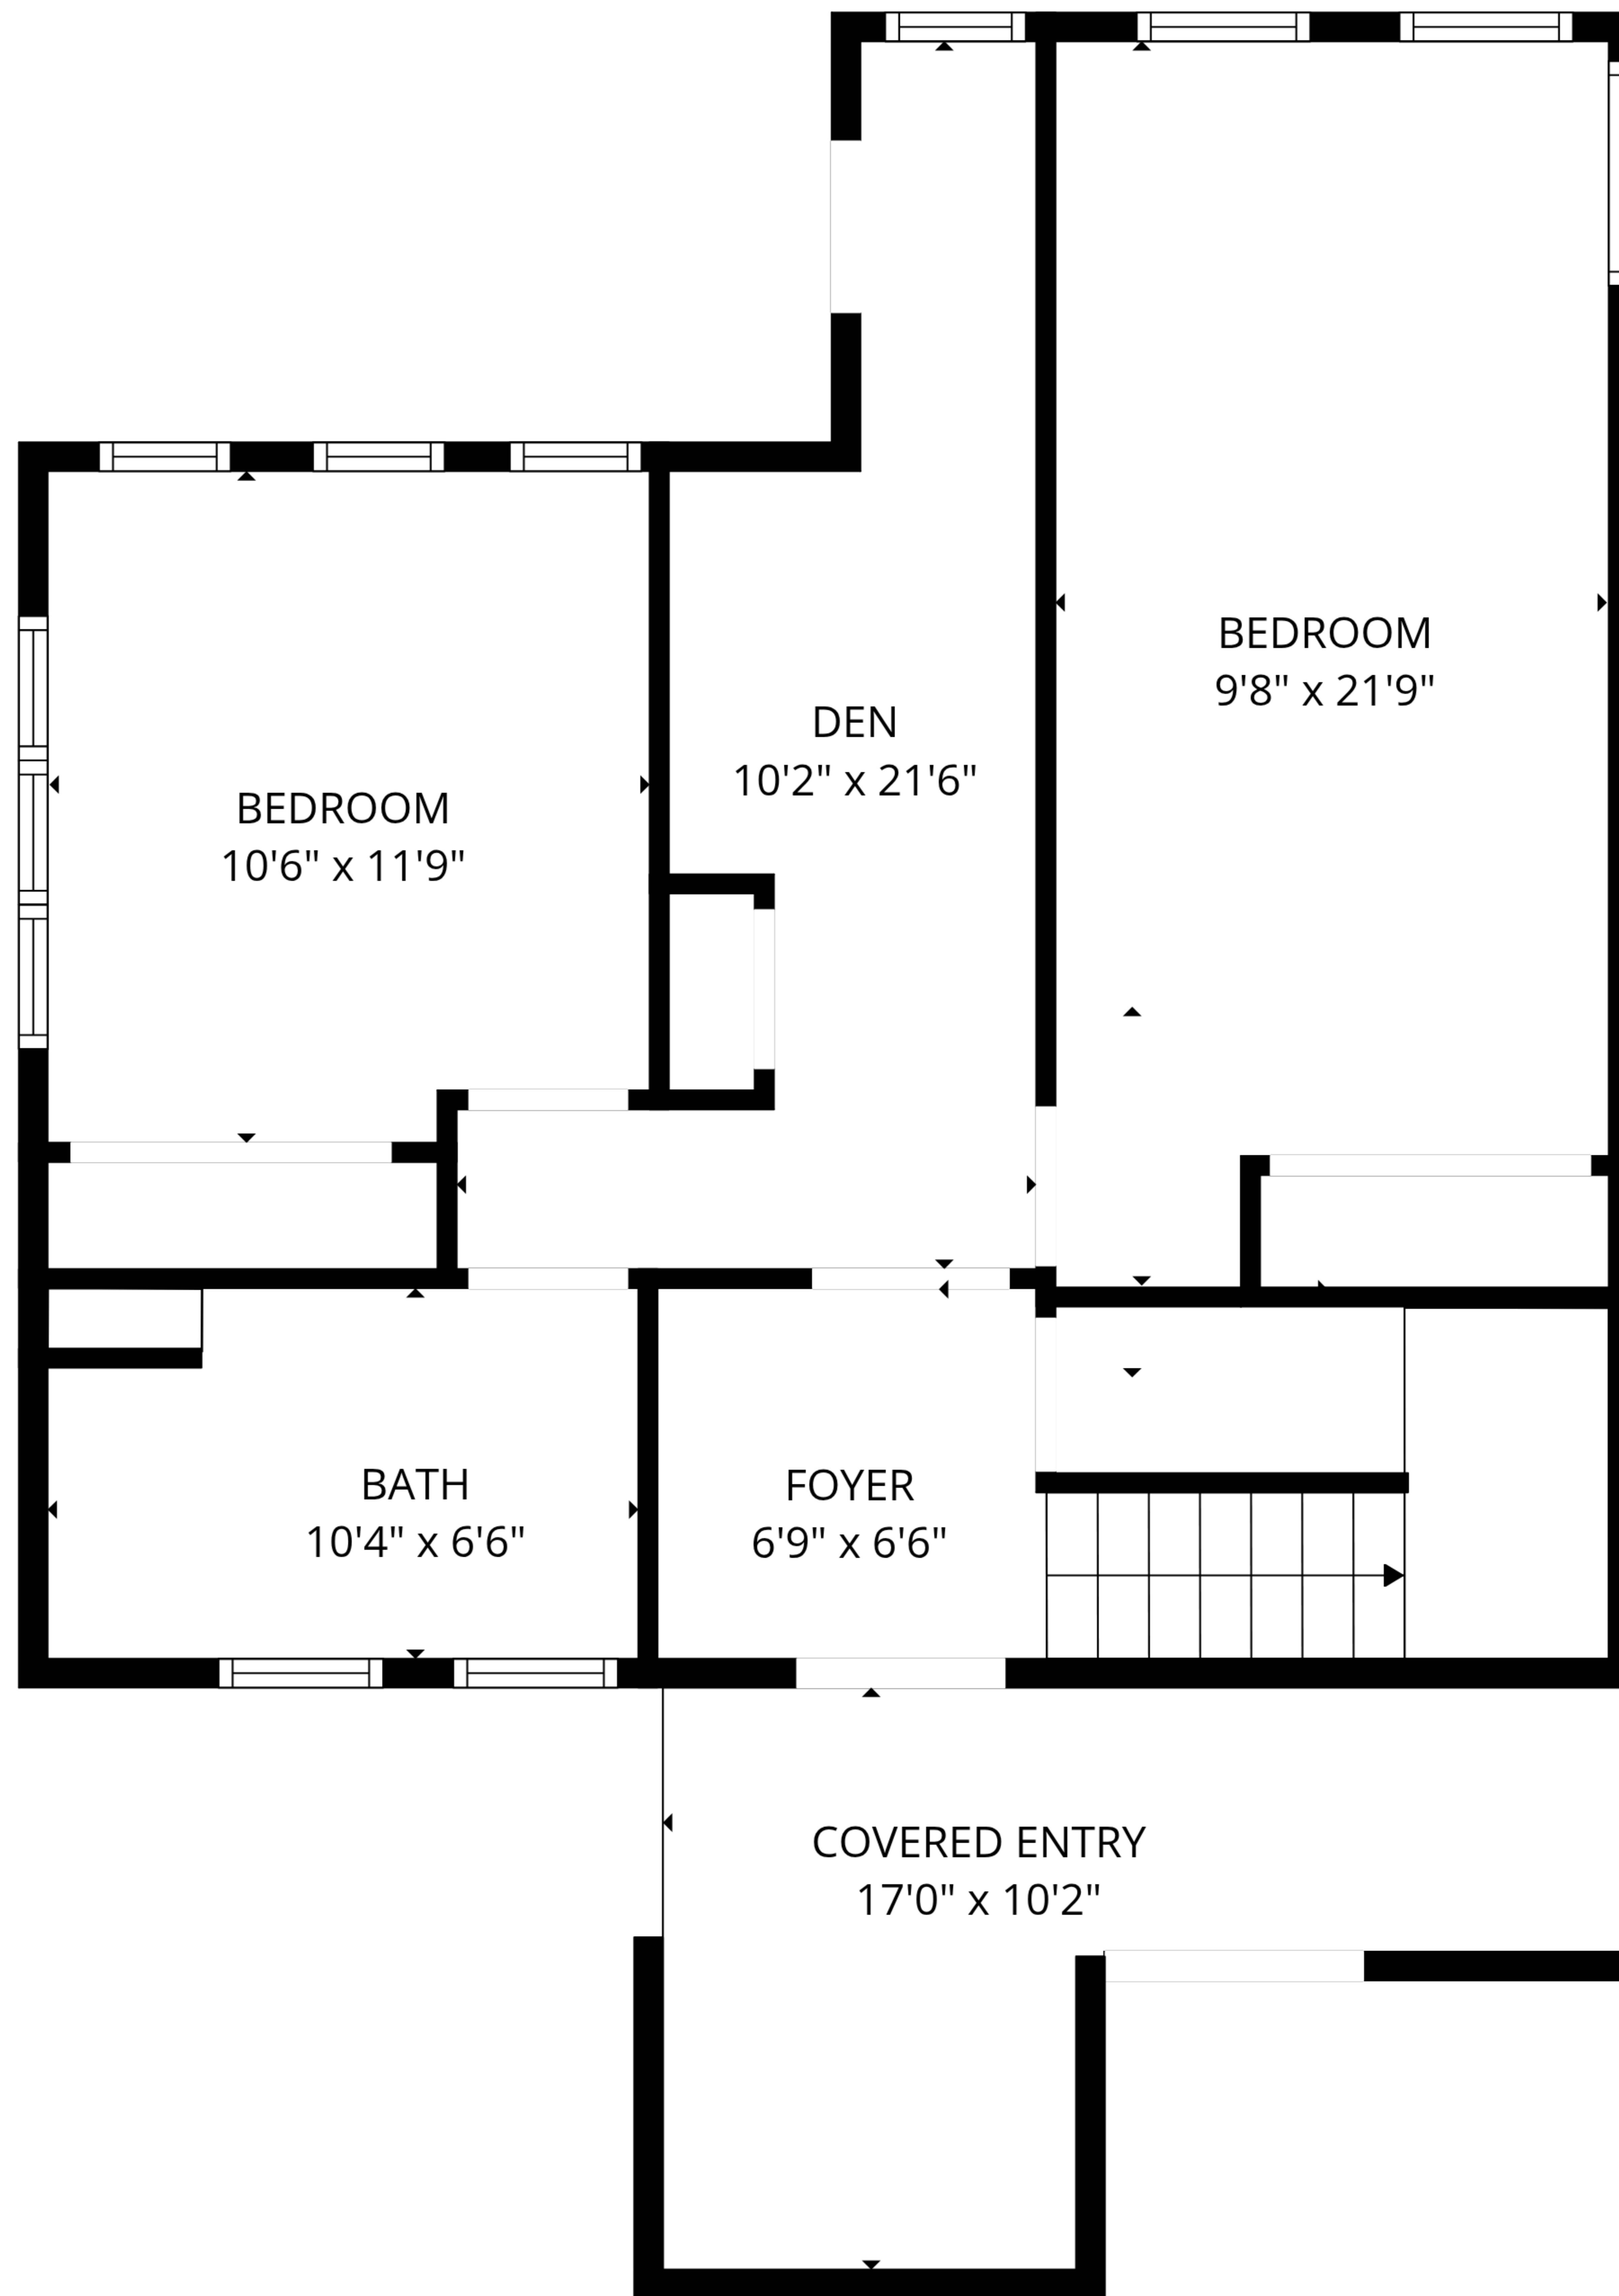 BEDROOM
9'8" x 21'9"
DEN
10'2" x 21'6"
BEDROOM
10'6" x 11'9"
BATH
10'4" x 6'6"
FOYER
6'9" x 6'6"
COVERED ENTRY
17'0" x 10'2"